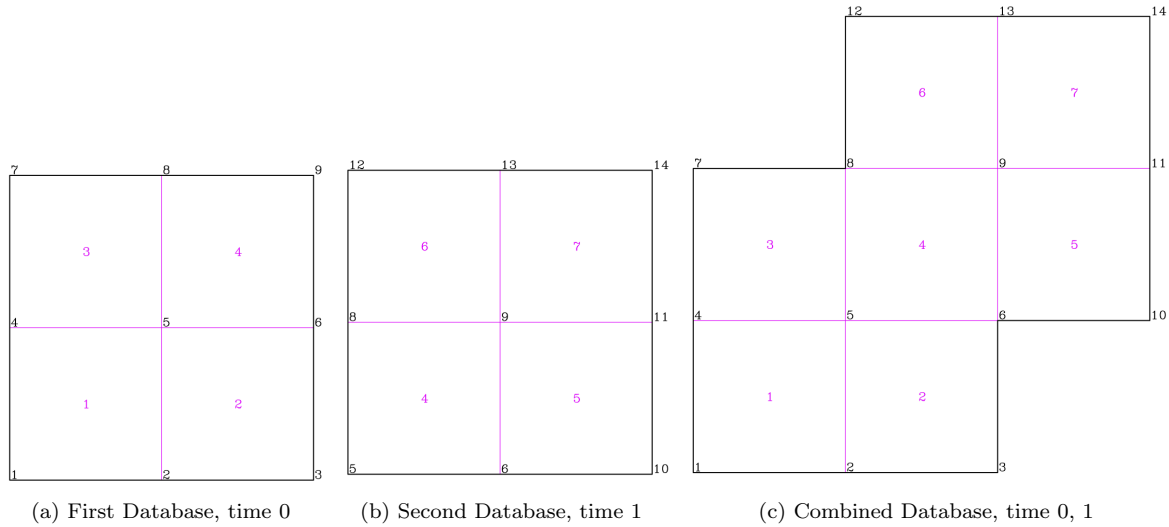 12 13 14
6 7
7 8 9 12 13 14 7 8 9 11
3 4 6 7 3 4 5
4 5 6 8 9 11 4 5 6 10
1 2 4 5 1 2
1 2 3 5 6 10 1 2 3
(a) First Database, time 0 (b) Second Database, time 1 (c) Combined Database, time 0, 1